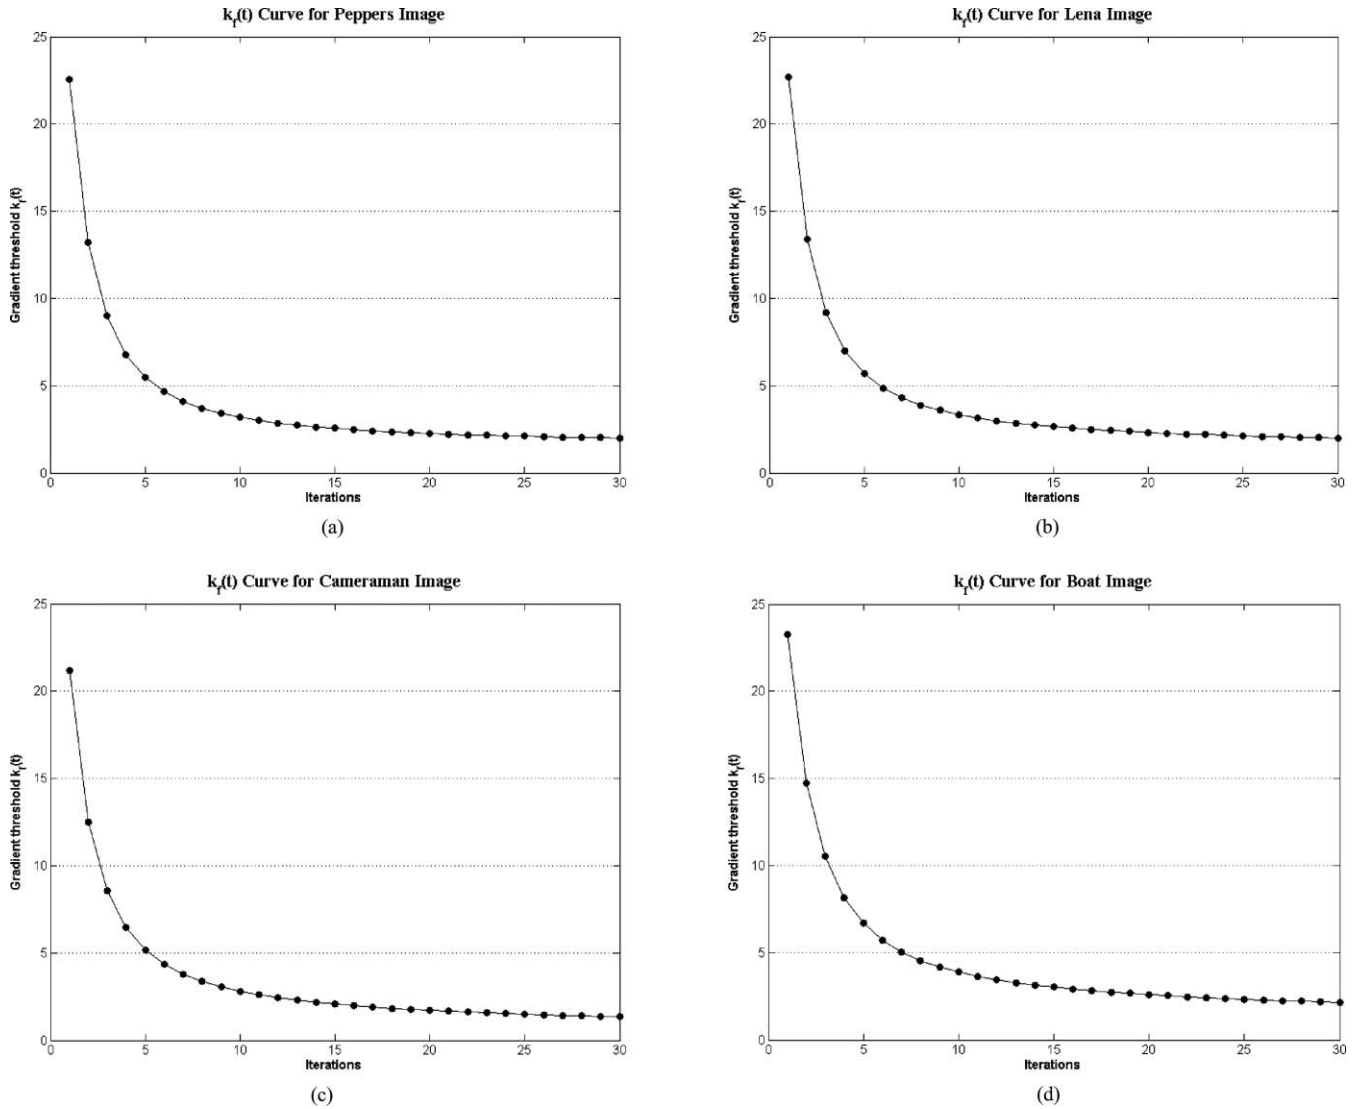 k_f(t) Curve for Peppers Image
25
20
15
10
5
0
Gradient threshold k_f(t)
0 5 10 15 20 25 30
Iterations
(a)
k_f(t) Curve for Lena Image
25
20
15
10
5
0
Gradient threshold k_f(t)
0 5 10 15 20 25 30
Iterations
(b)
k_f(t) Curve for Cameraman Image
25
20
15
10
5
0
Gradient threshold k_f(t)
0 5 10 15 20 25 30
Iterations
(c)
k_f(t) Curve for Boat Image
25
20
15
10
5
0
Gradient threshold k_f(t)
0 5 10 15 20 25 30
Iterations
(d)